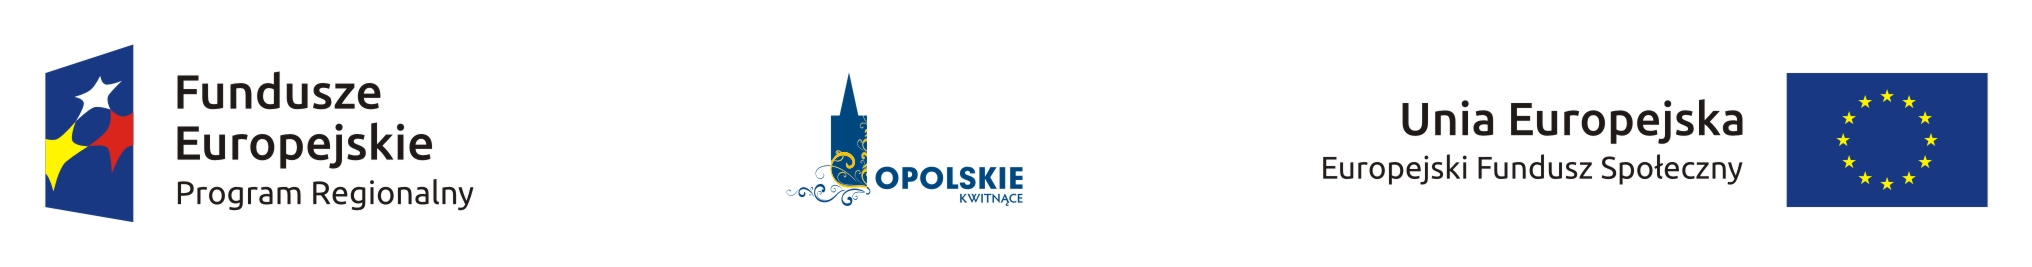 Fundusze
Europejskie
Program Regionalny
OPOLSKIE
KWITNĄCE
Unia Europejska
Europejski Fundusz Społeczny